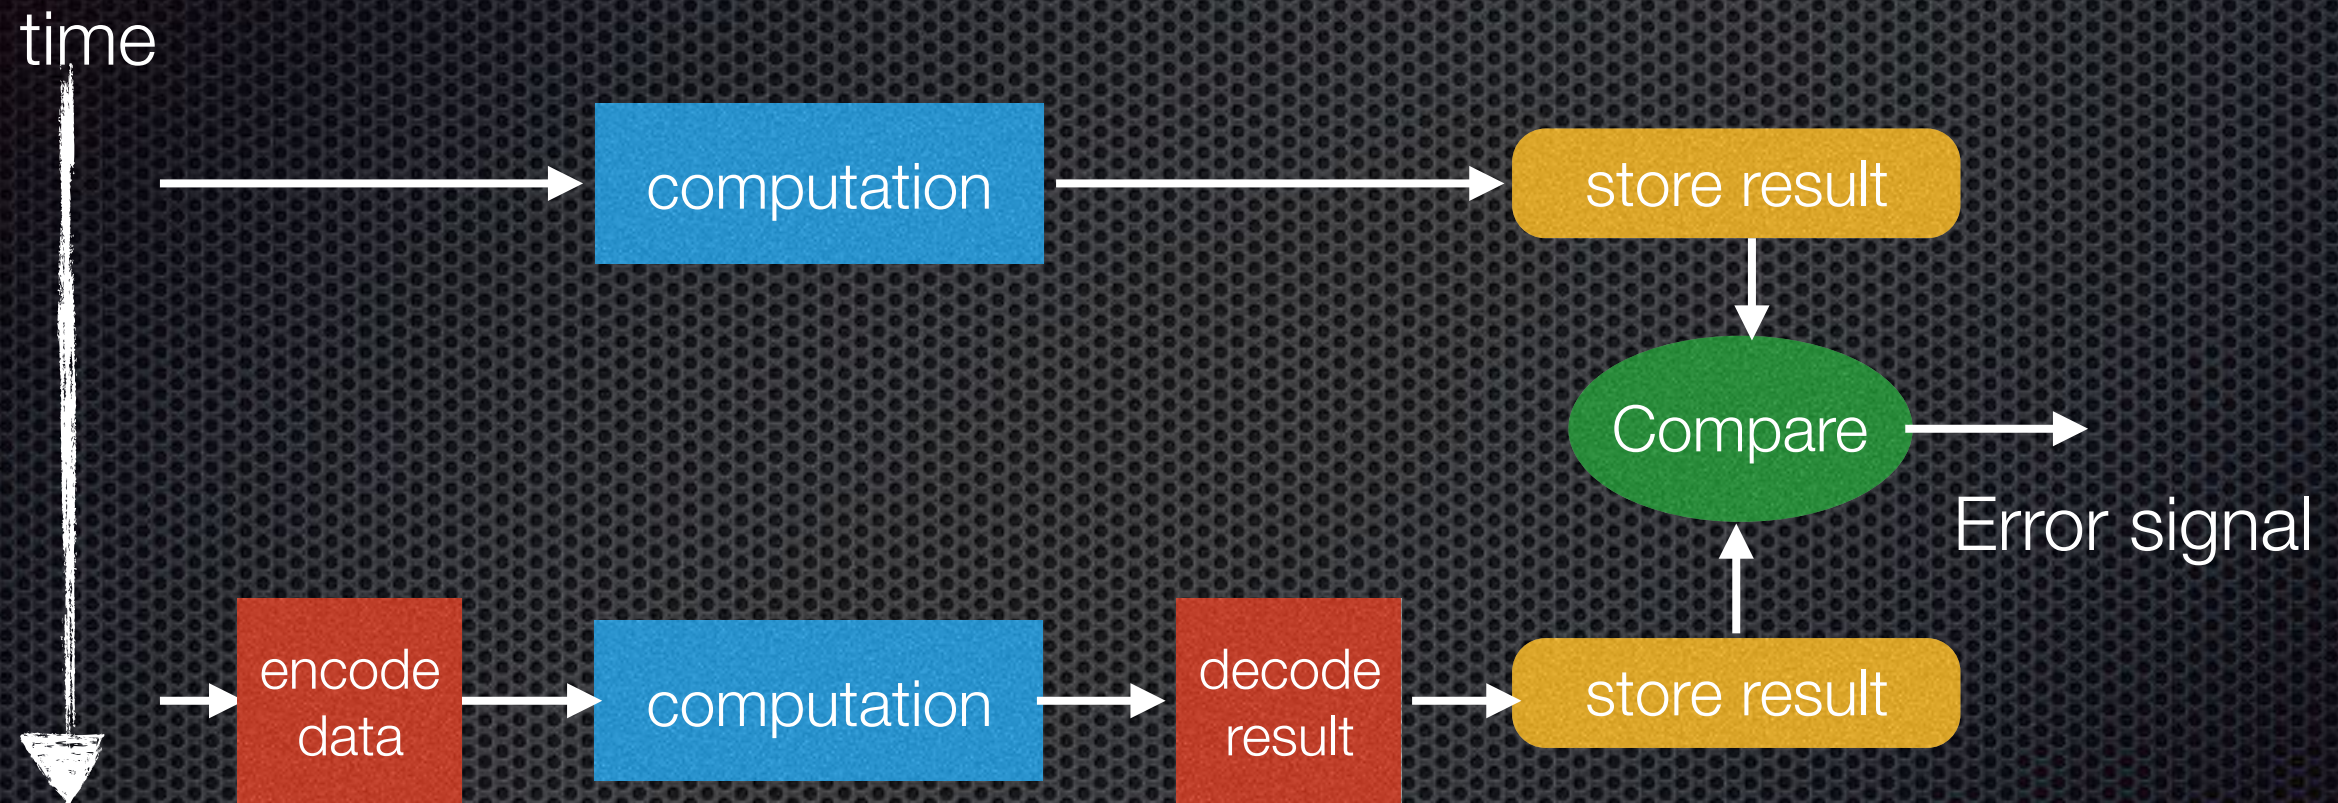 time
computation
store result
Compare
Error signal
encode
data
computation
decode
result
store result